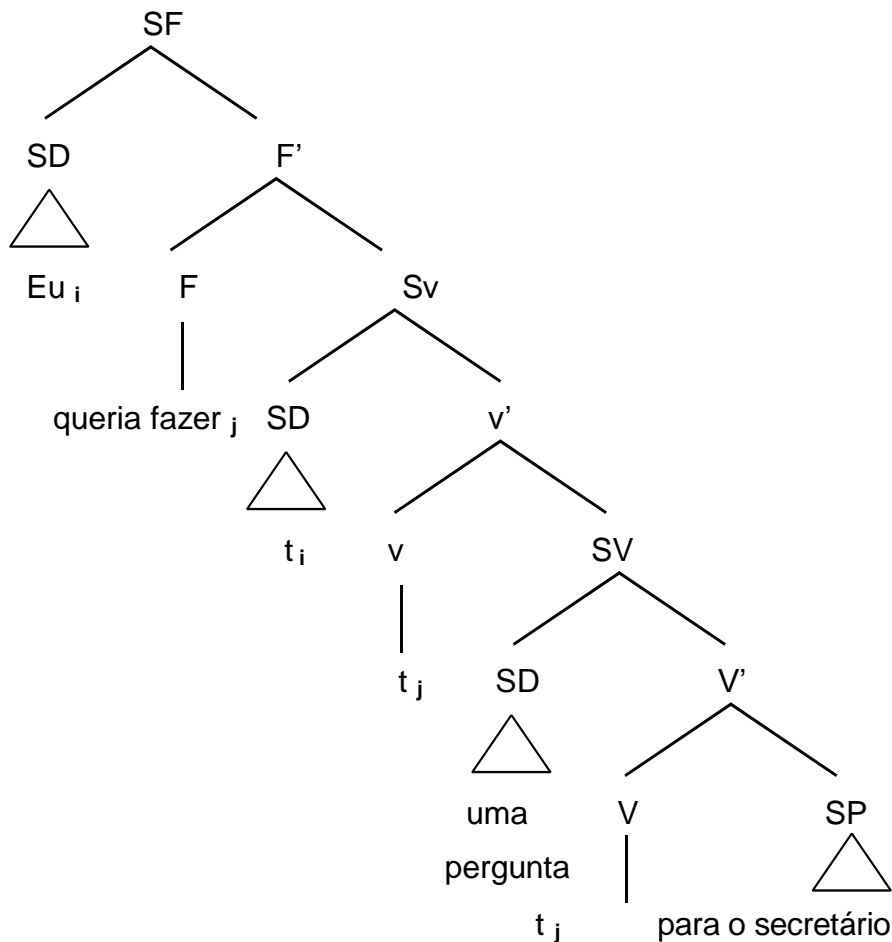 SF
SD F’
Eu i F Sv
queria fazer j SD v’
t i v SV
t j SD V’
uma V SP
pergunta
t j para o secretário